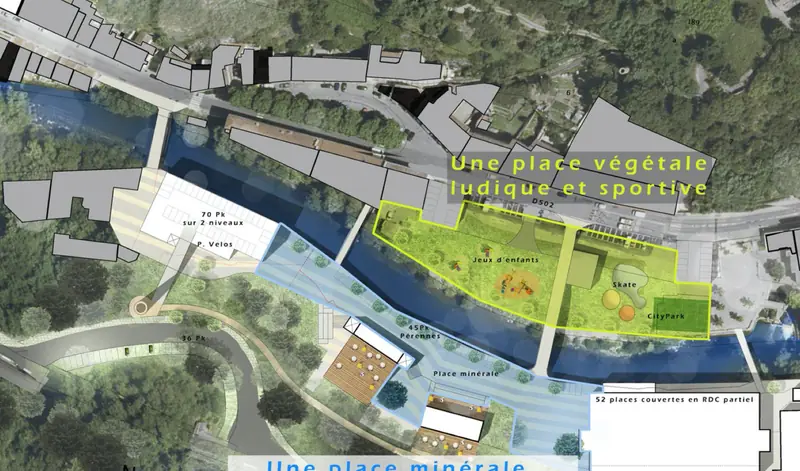 Une place végétale
ludique et sportive
D502
70 Pk
sur 2 niveaux
P. Velos
Jeux d'enfants
Skate
CityPark
45Pk
Pérennes
16 Pk
Place minérale
52 places couvertes en RDC partiel
Une place minérale